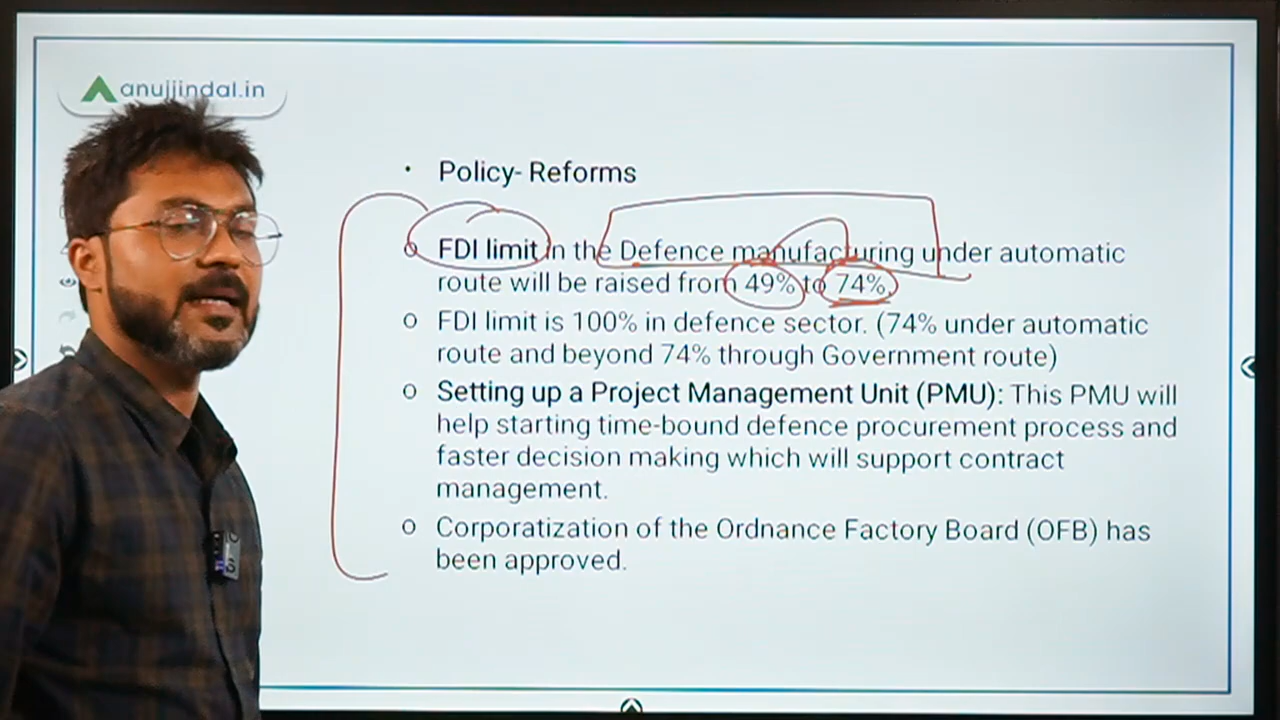 anujjindal.in
Policy- Reforms
FDI limit in the Defence manufacturing under automatic
route will be raised from 49% to 74%.
FDI limit is 100% in defence sector. (74% under automatic
route and beyond 74% through Government route)
Setting up a Project Management Unit (PMU): This PMU will
help starting time-bound defence procurement process and
faster decision making which will support contract
management.
Corporatization of the Ordnance Factory Board (OFB) has
been approved.